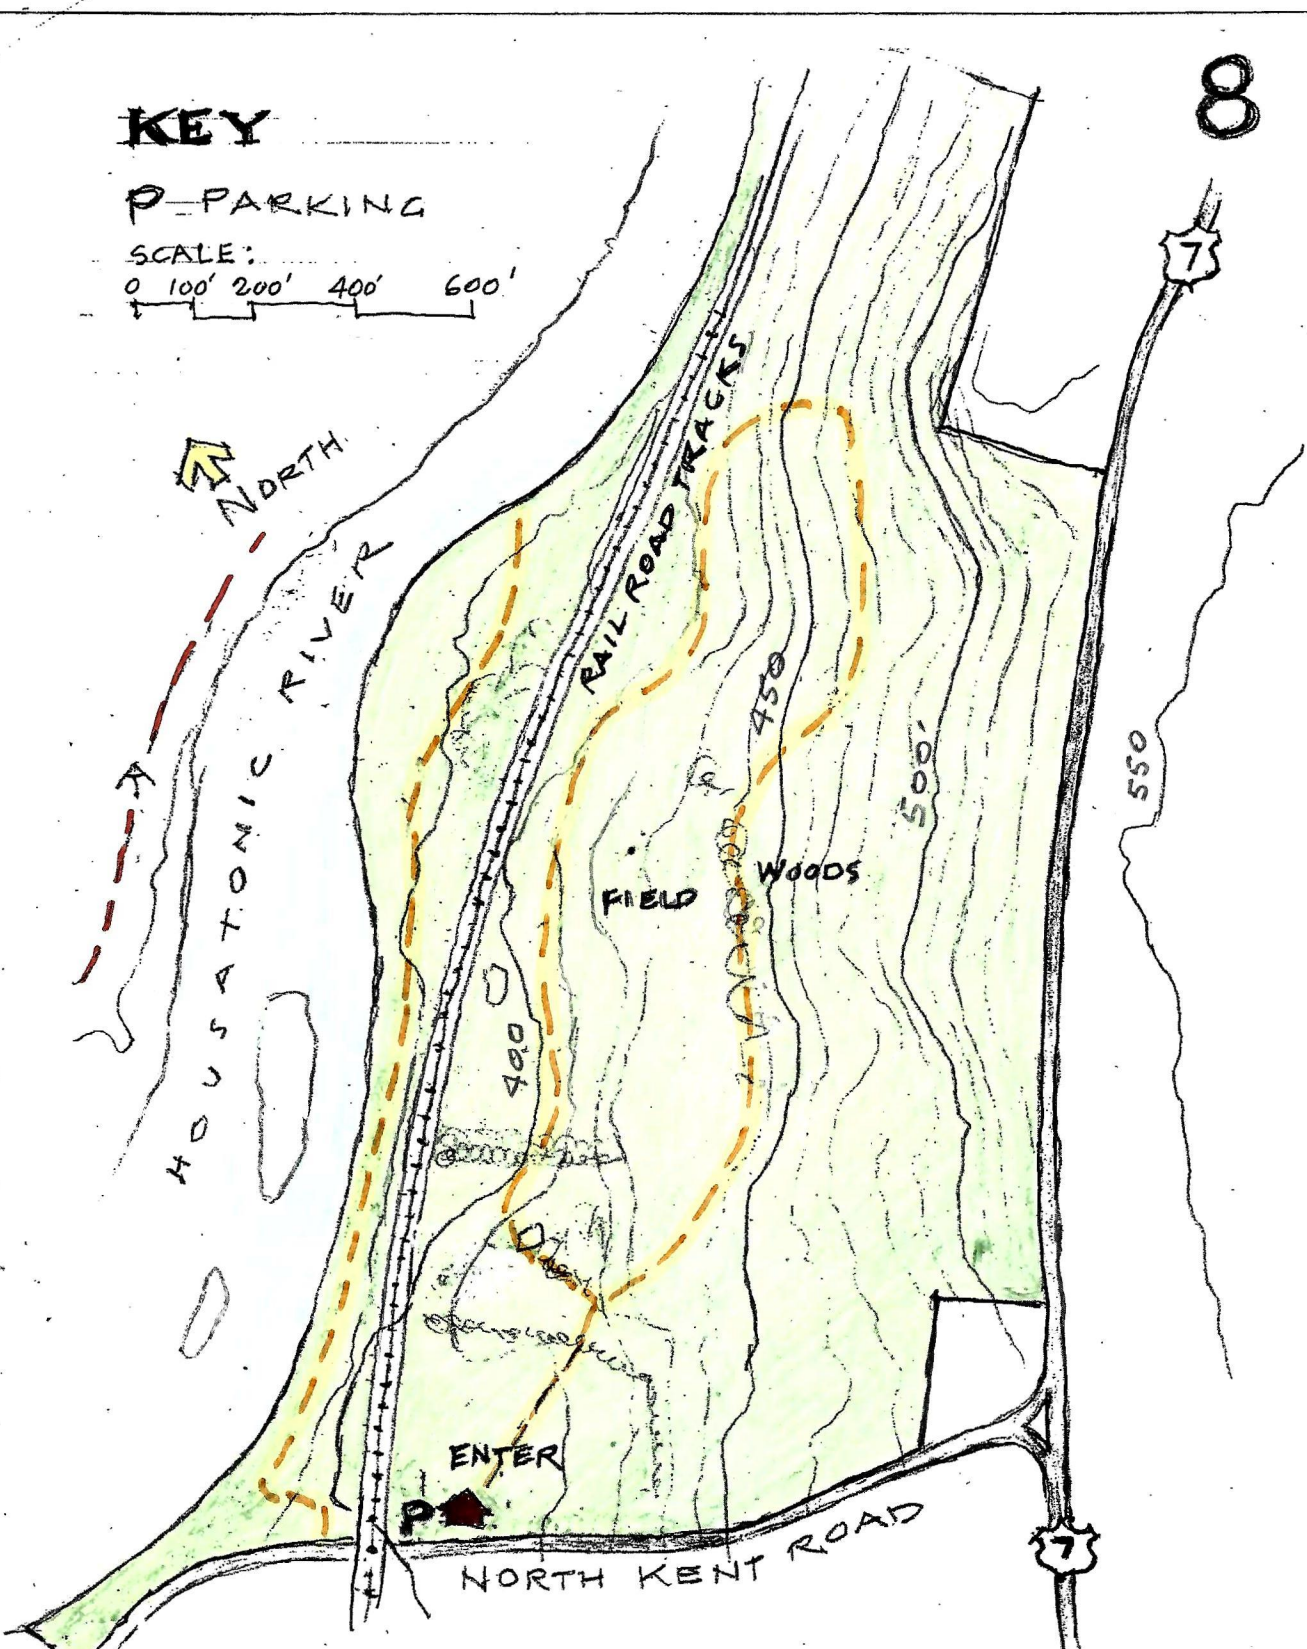 8
KEY
P-PARKING
SCALE:
0 100' 200' 400' 600'
7
NORTH
RAIL ROAD TRACKS
HOUSATONIC RIVER
450
500'
550
WOODS
FIELD
400
ENTER
P
NORTH KENT ROAD
7